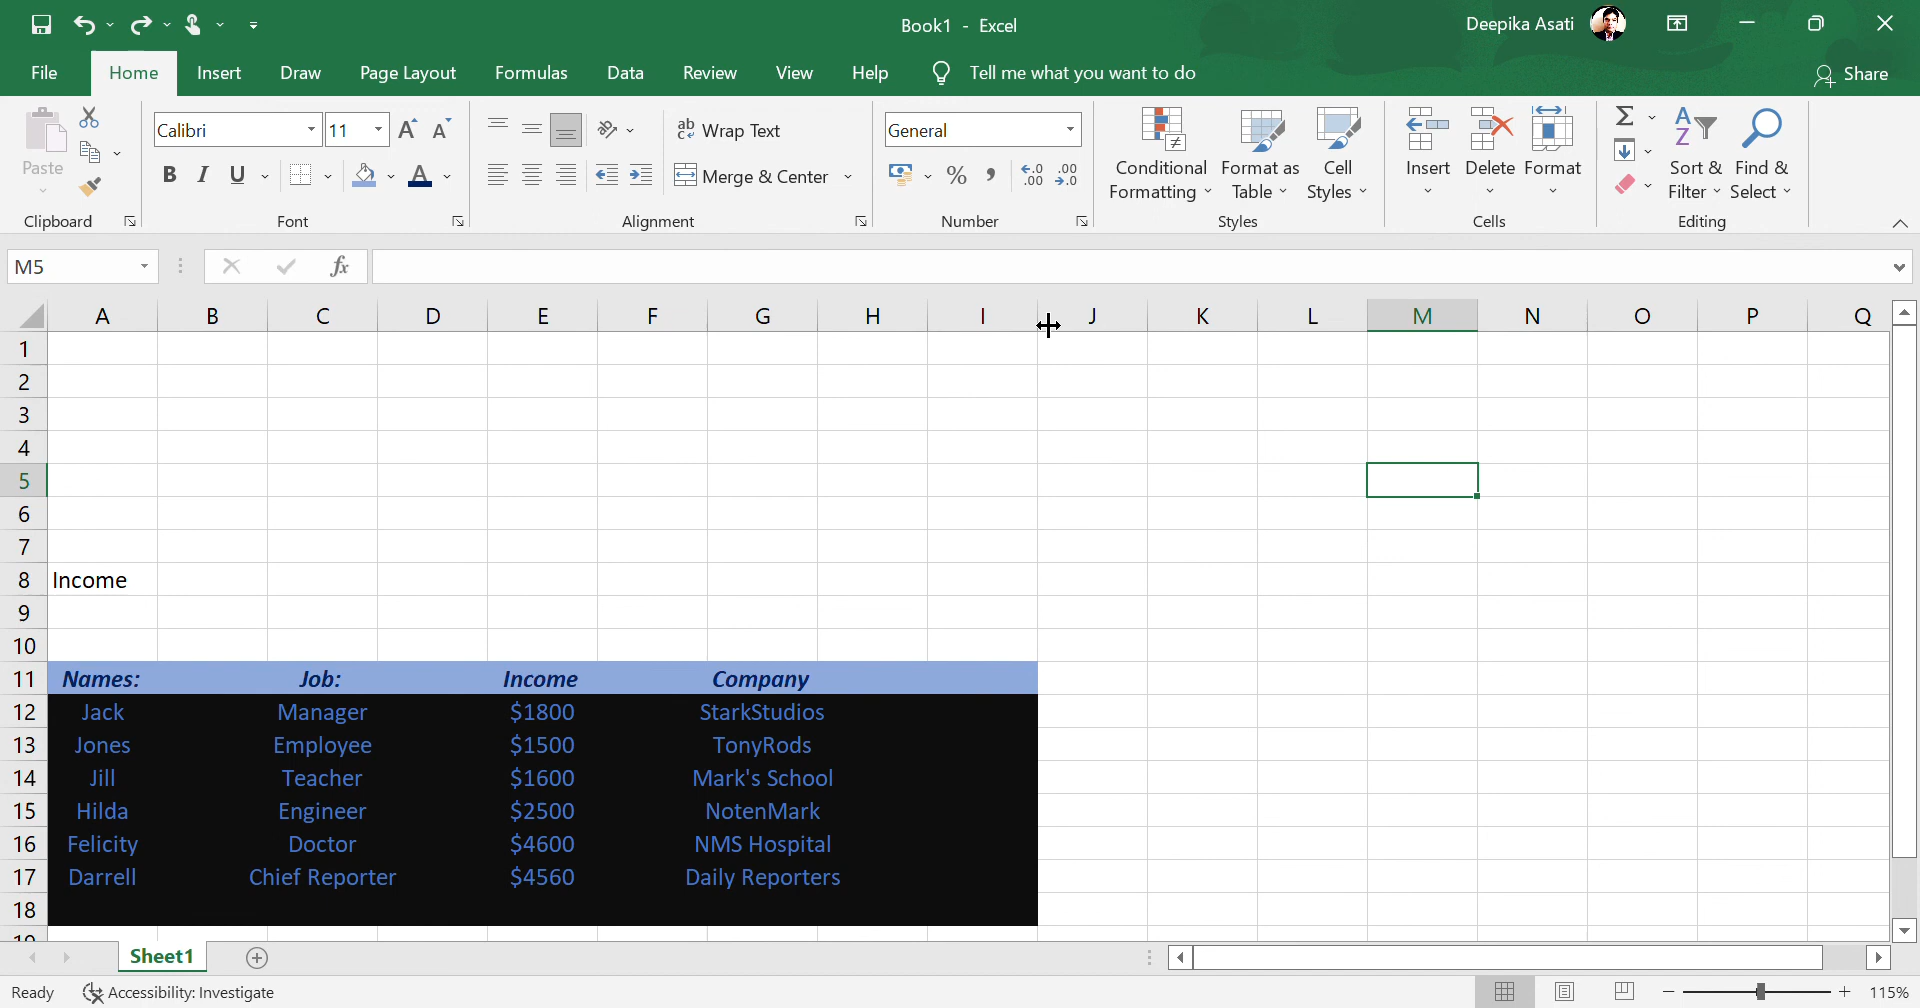 Book1 - Excel
Deepika Asati
File Home Insert Draw Page Layout Formulas Data Review View Help Tell me what you want to do Share
Paste
Clipboard
Calibri 11
B I U A
Font
ab Wrap Text
Merge & Center
Alignment
General
% ,
Number
Conditional Formatting
Format as Table
Cell Styles
Styles
Insert Delete Format
Cells
Sort & Filter
Find & Select
Editing
M5 fx
A B C D E F G H I J K L M N O P Q
1
2
3
4
5
6
7
8 Income
9
10
11 Names: Job: Income Company
12 Jack Manager $1800 StarkStudios
13 Jones Employee $1500 TonyRods
14 Jill Teacher $1600 Mark's School
15 Hilda Engineer $2500 NotenMark
16 Felicity Doctor $4600 NMS Hospital
17 Darrell Chief Reporter $4560 Daily Reporters
18
Sheet1
Ready Accessibility: Investigate 115%